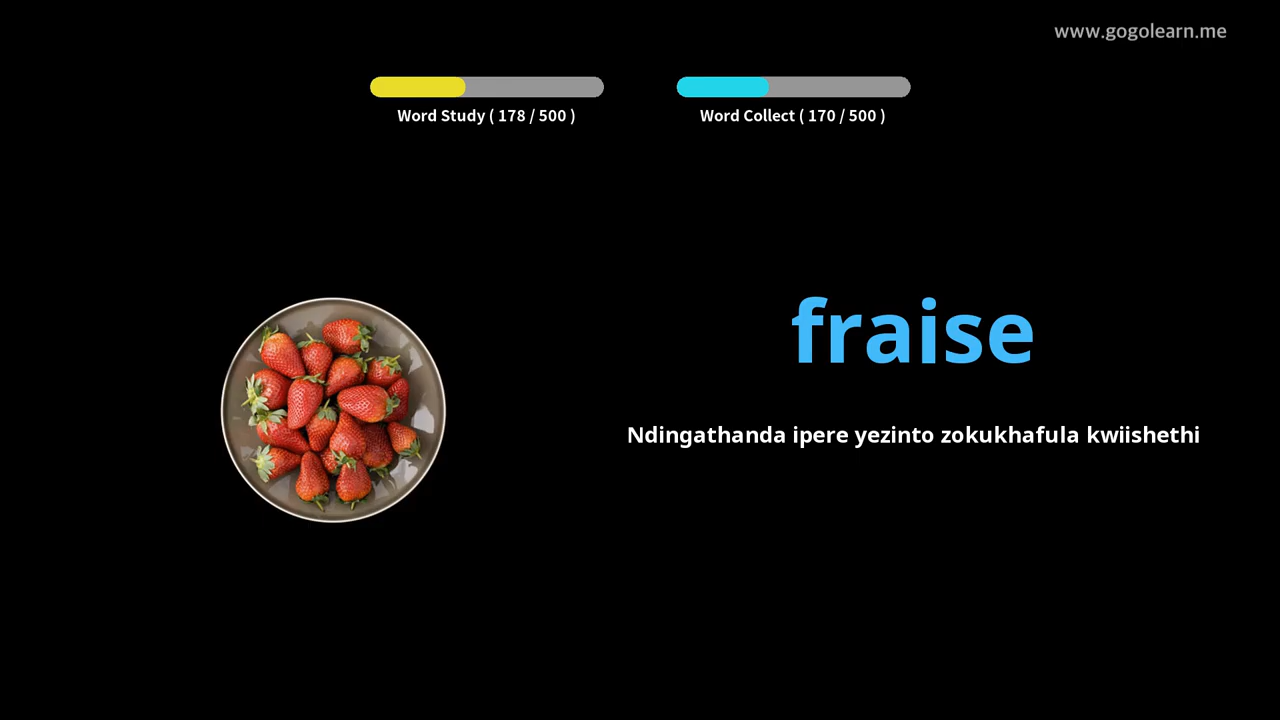 www.gogolearn.me
Word Study ( 178 / 500 )
Word Collect ( 170 / 500 )
fraise
Ndingathanda ipere yezinto zokukhafula kwiishethi